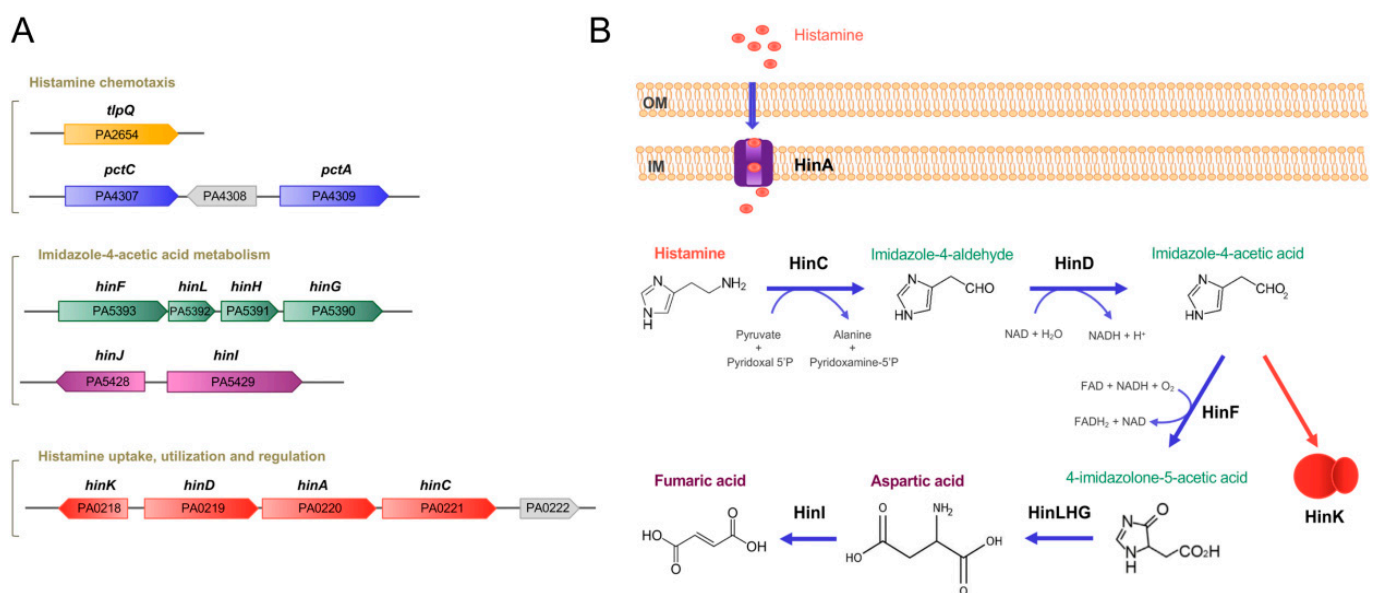 A
Histamine chemotaxis
tlpQ
PA2654
pctC
pctA
PA4307
PA4308
PA4309
Imidazole-4-acetic acid metabolism
hinF
hinL
hinH
hinG
PA5393
PA5392
PA5391
PA5390
hinJ
hinI
PA5428
PA5429
Histamine uptake, utilization and regulation
hinK
hinD
hinA
hinC
PA0218
PA0219
PA0220
PA0221
PA0222
B
Histamine
OM
IM
HinA
Histamine
HinC
Imidazole-4-aldehyde
HinD
Imidazole-4-acetic acid
N
NH₂
N
H
N
CHO
NH
N
CHO₂
NH
Pyruvate
+
Pyridoxal 5'P
Alanine
+
Pyridoxamine-5'P
NAD + H₂O
NADH + H⁺
FAD + NADH + O₂
FADH₂ + NAD
HinF
HinK
Fumaric acid
HinI
Aspartic acid
HinLHG
4-imidazolone-5-acetic acid
O
OH
HO
O
O
NH₂
HO
OH
O
N
O
N
H
CO₂H